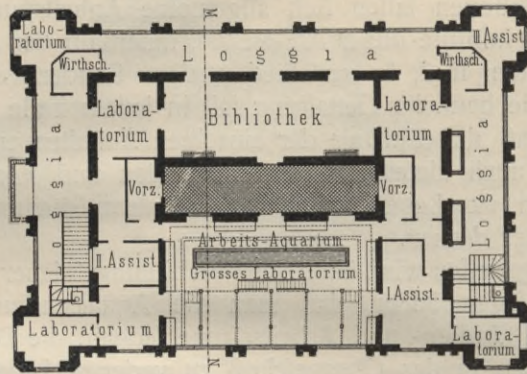 M
Labo-
ratorium
III.Assist.
Wirthsch.
Loggia
Wirthsch.
Labora-
torium
Bibliothek
Labora-
torium
Loggia
Loggia
Vorz.
Vorz.
Arbeits-Aquarium
II.Assist.
Grosses Laboratorium
I.Assist.
Laboratorium
Labora-
torium
N